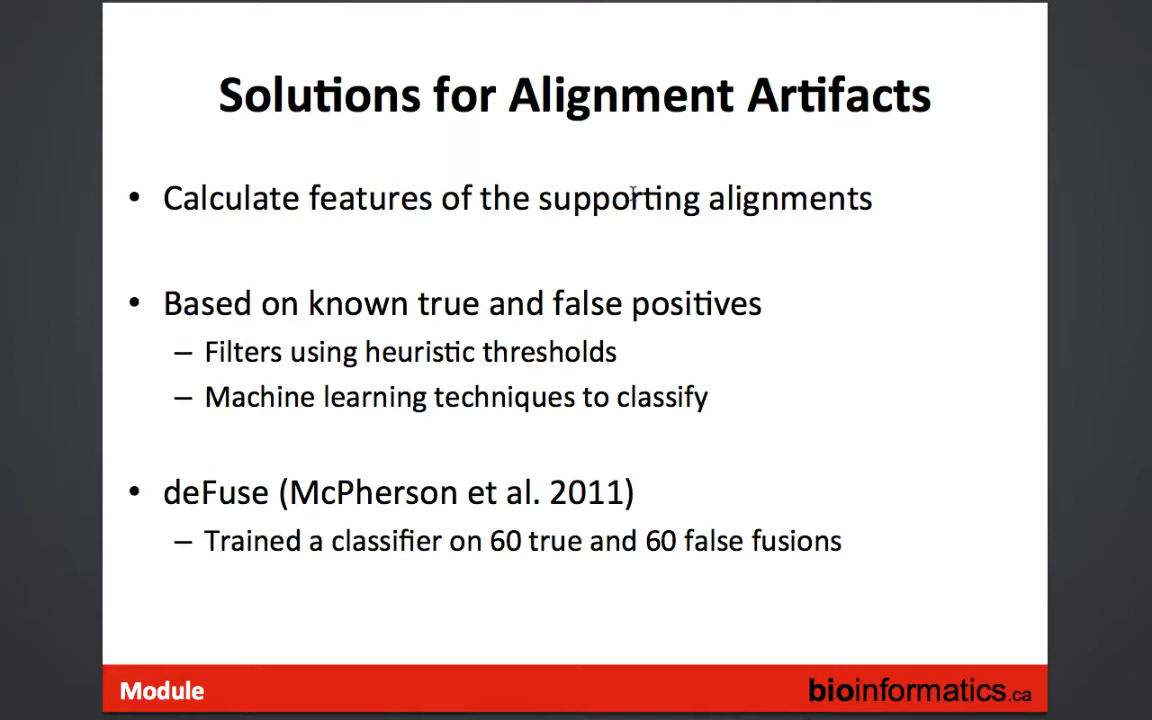 Solutions for Alignment Artifacts
• Calculate features of the supporting alignments
• Based on known true and false positives
– Filters using heuristic thresholds
– Machine learning techniques to classify
• deFuse (McPherson et al. 2011)
– Trained a classifier on 60 true and 60 false fusions
Module
bioinformatics.ca